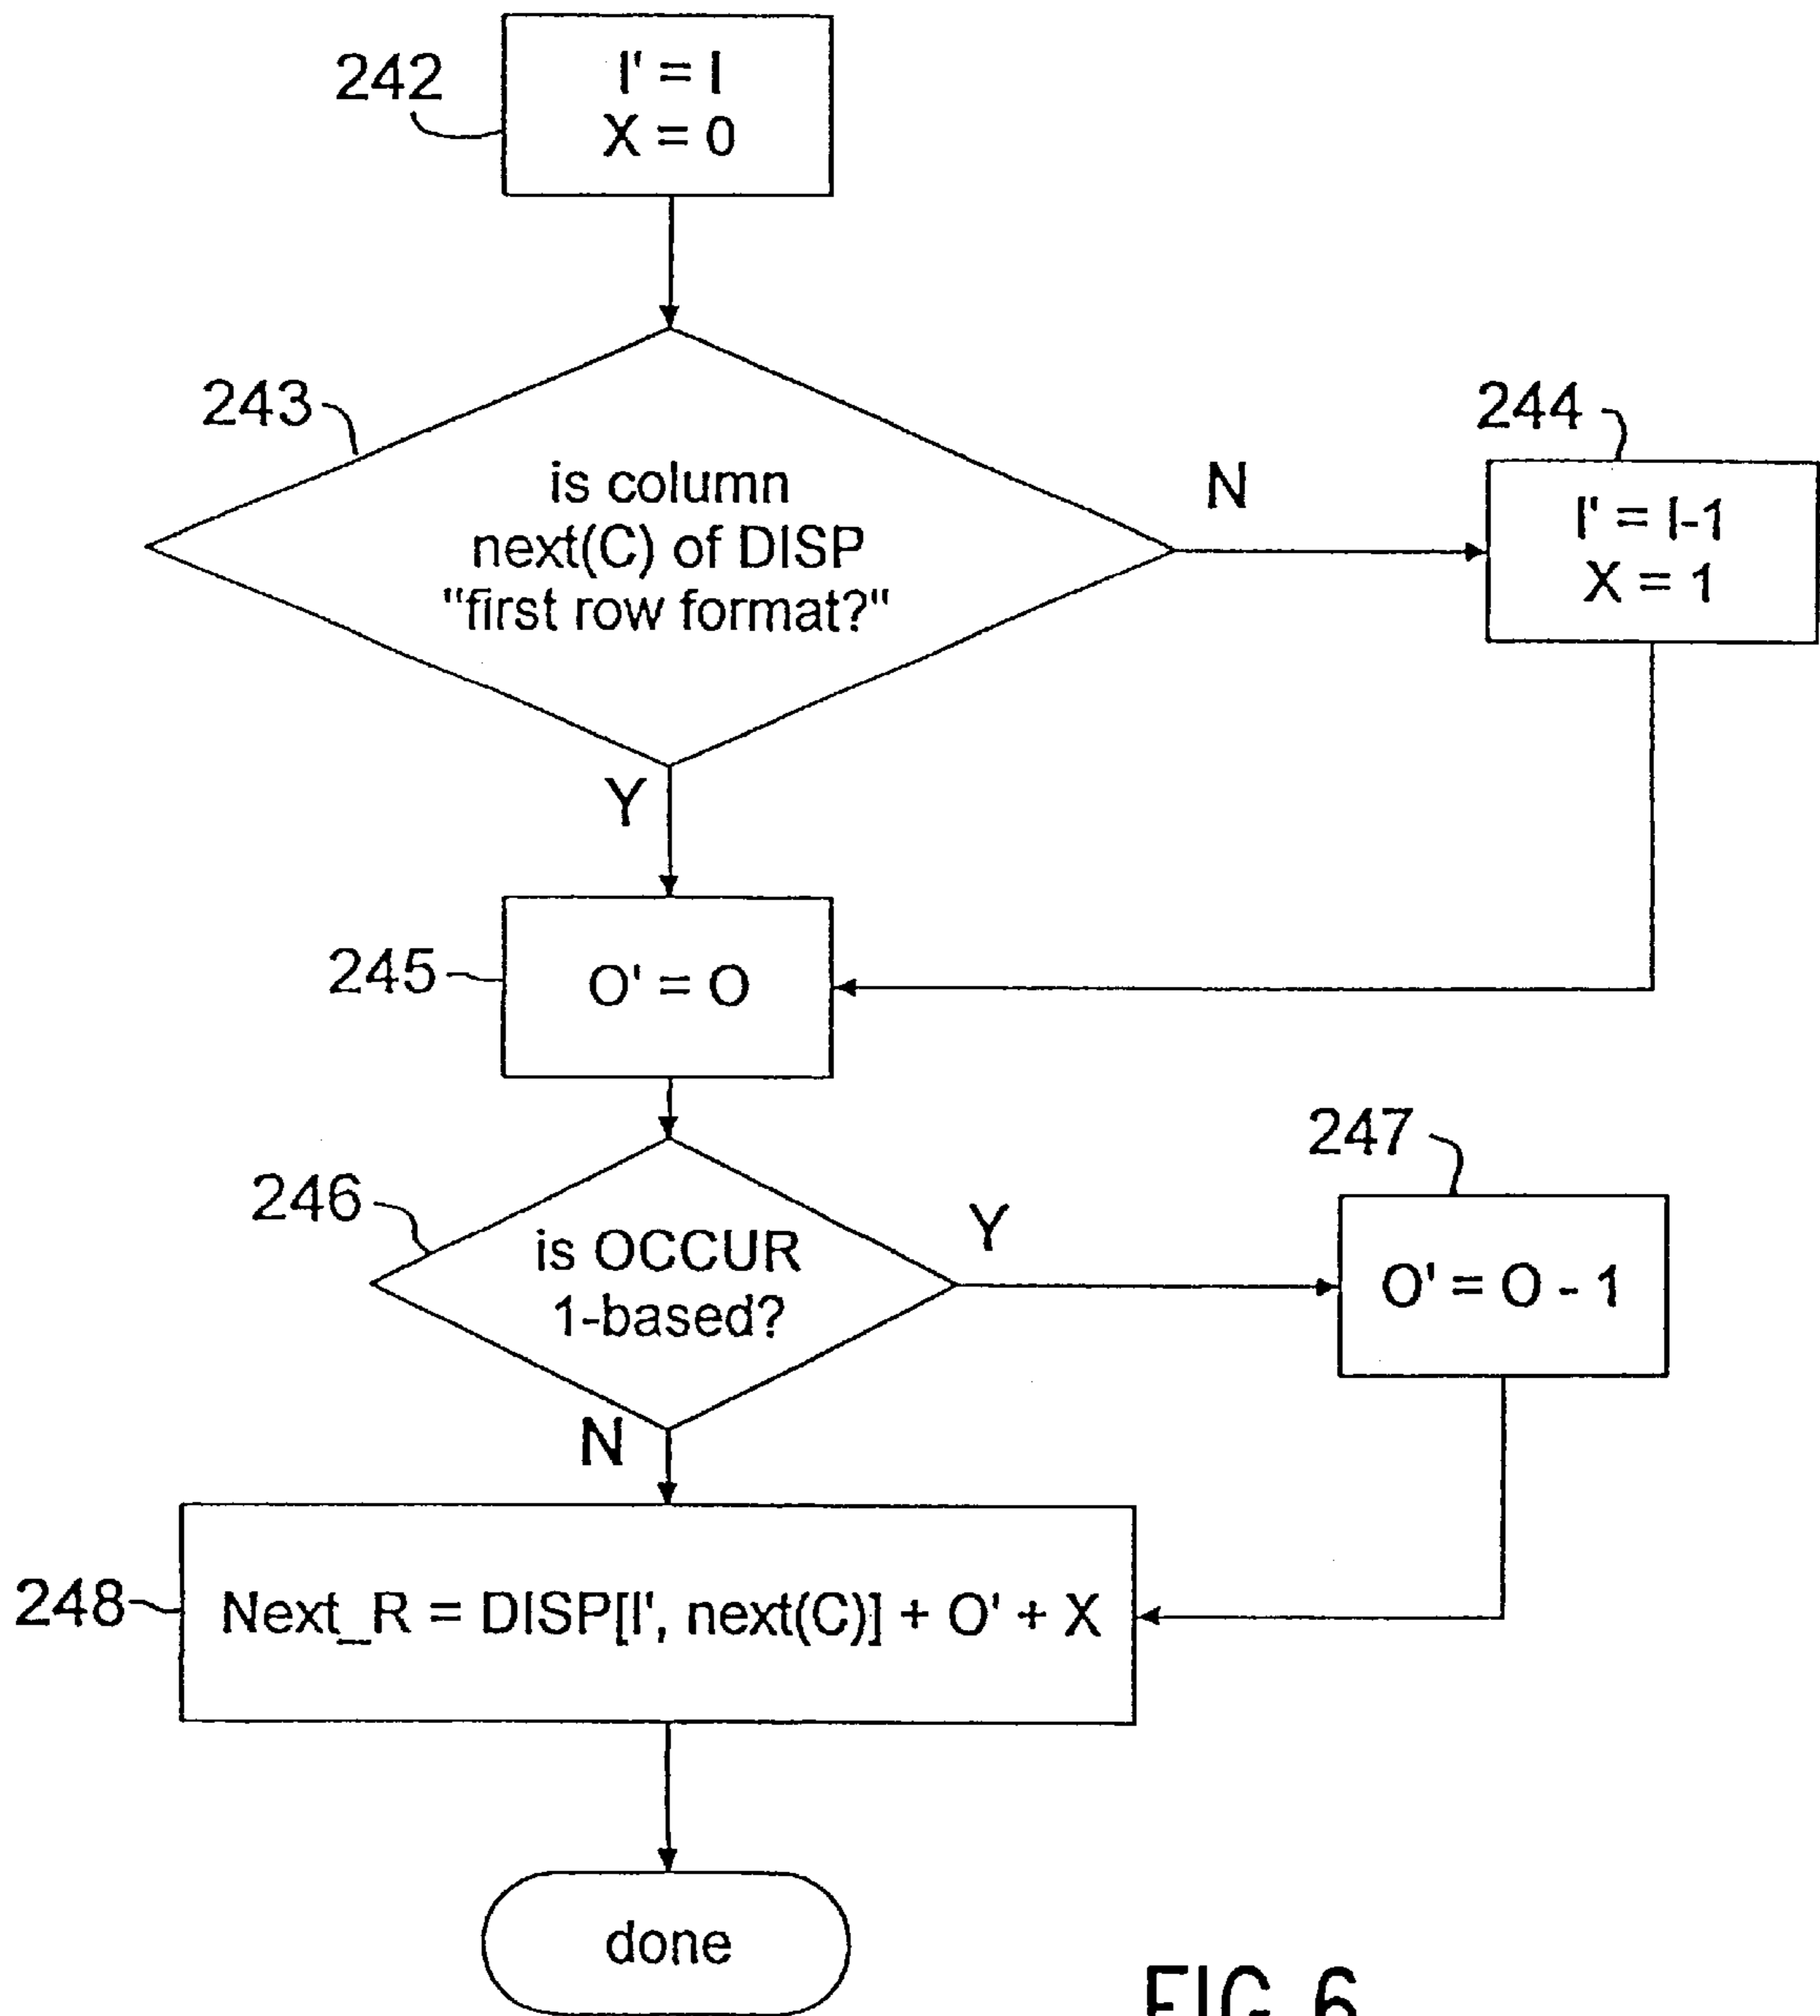 242
I' = I
X = 0
243
is column
next(C) of DISP
"first row format?"
N
244
I' = I-1
X = 1
Y
245
O' = O
246
is OCCUR
1-based?
Y
247
O' = O - 1
N
248
Next_R = DISP[I', next(C)] + O' + X
done
FIG. 6